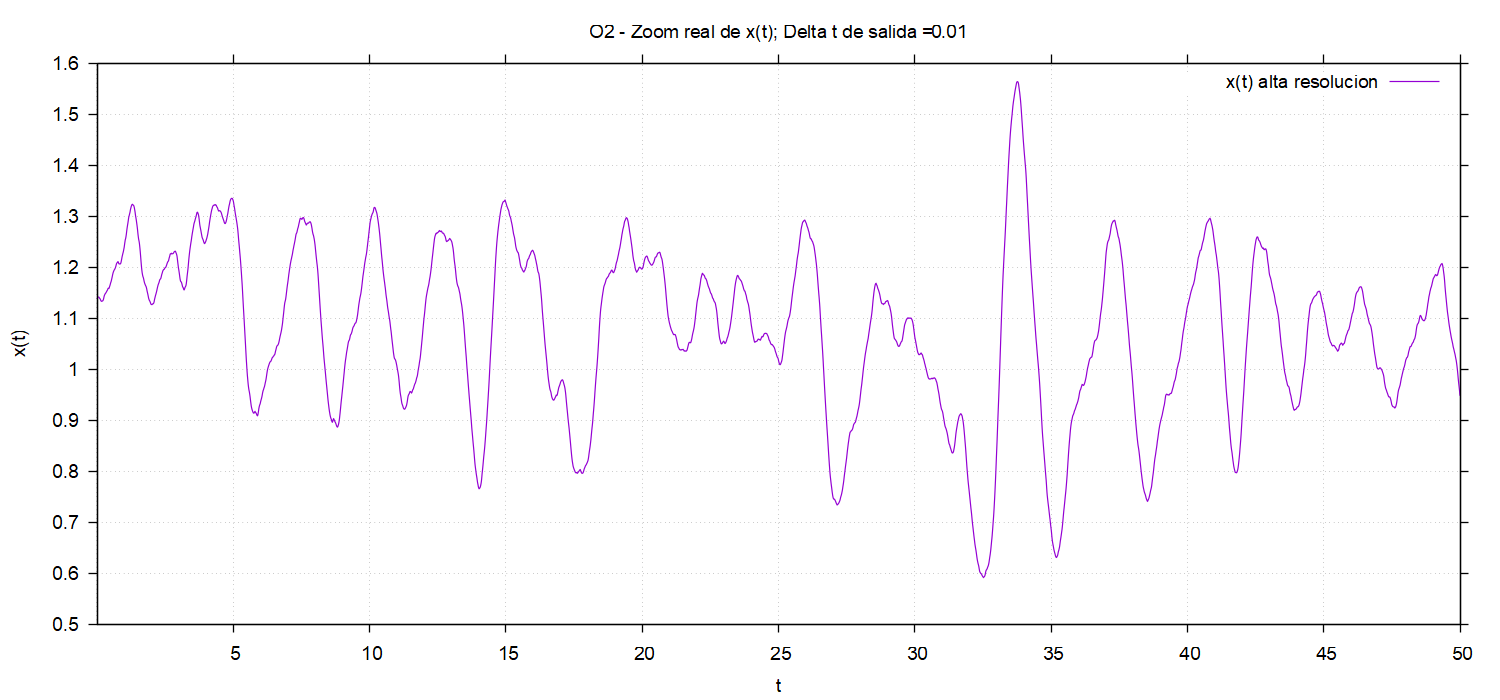 O2 - Zoom real de x(t); Delta t de salida =0.01
x(t) alta resolucion
1.6
1.5
1.4
1.3
1.2
1.1
1
0.9
0.8
0.7
0.6
0.5
x(t)
5 10 15 20 25 30 35 40 45 50
t